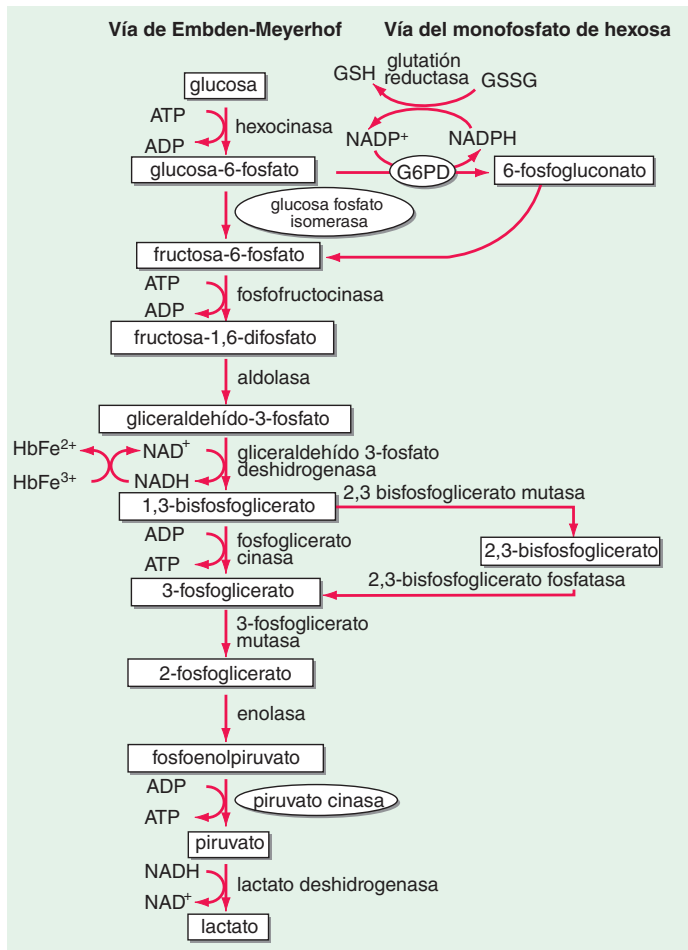 Vía de Embden-Meyerhof
Vía del monofosfato de hexosa
glucosa
ATP
ADP
hexocinasa
glucosa-6-fosfato
glutatión
reductasa
GSH
GSSG
NADP+
NADPH
G6PD
6-fosfogluconato
glucosa fosfato
isomerasa
fructosa-6-fosfato
ATP
ADP
fosfofructocinasa
fructosa-1,6-difosfato
aldolasa
gliceraldehído-3-fosfato
HbFe2+
HbFe3+
NAD+
NADH
gliceraldehído 3-fosfato
deshidrogenasa
1,3-bisfosfoglicerato
2,3 bisfosfoglicerato mutasa
ADP
ATP
fosfoglicerato
cinasa
2,3-bisfosfoglicerato
2,3-bisfosfoglicerato fosfatasa
3-fosfoglicerato
3-fosfoglicerato
mutasa
2-fosfoglicerato
enolasa
fosfoenolpiruvato
ADP
ATP
piruvato cinasa
piruvato
NADH
NAD+
lactato deshidrogenasa
lactato